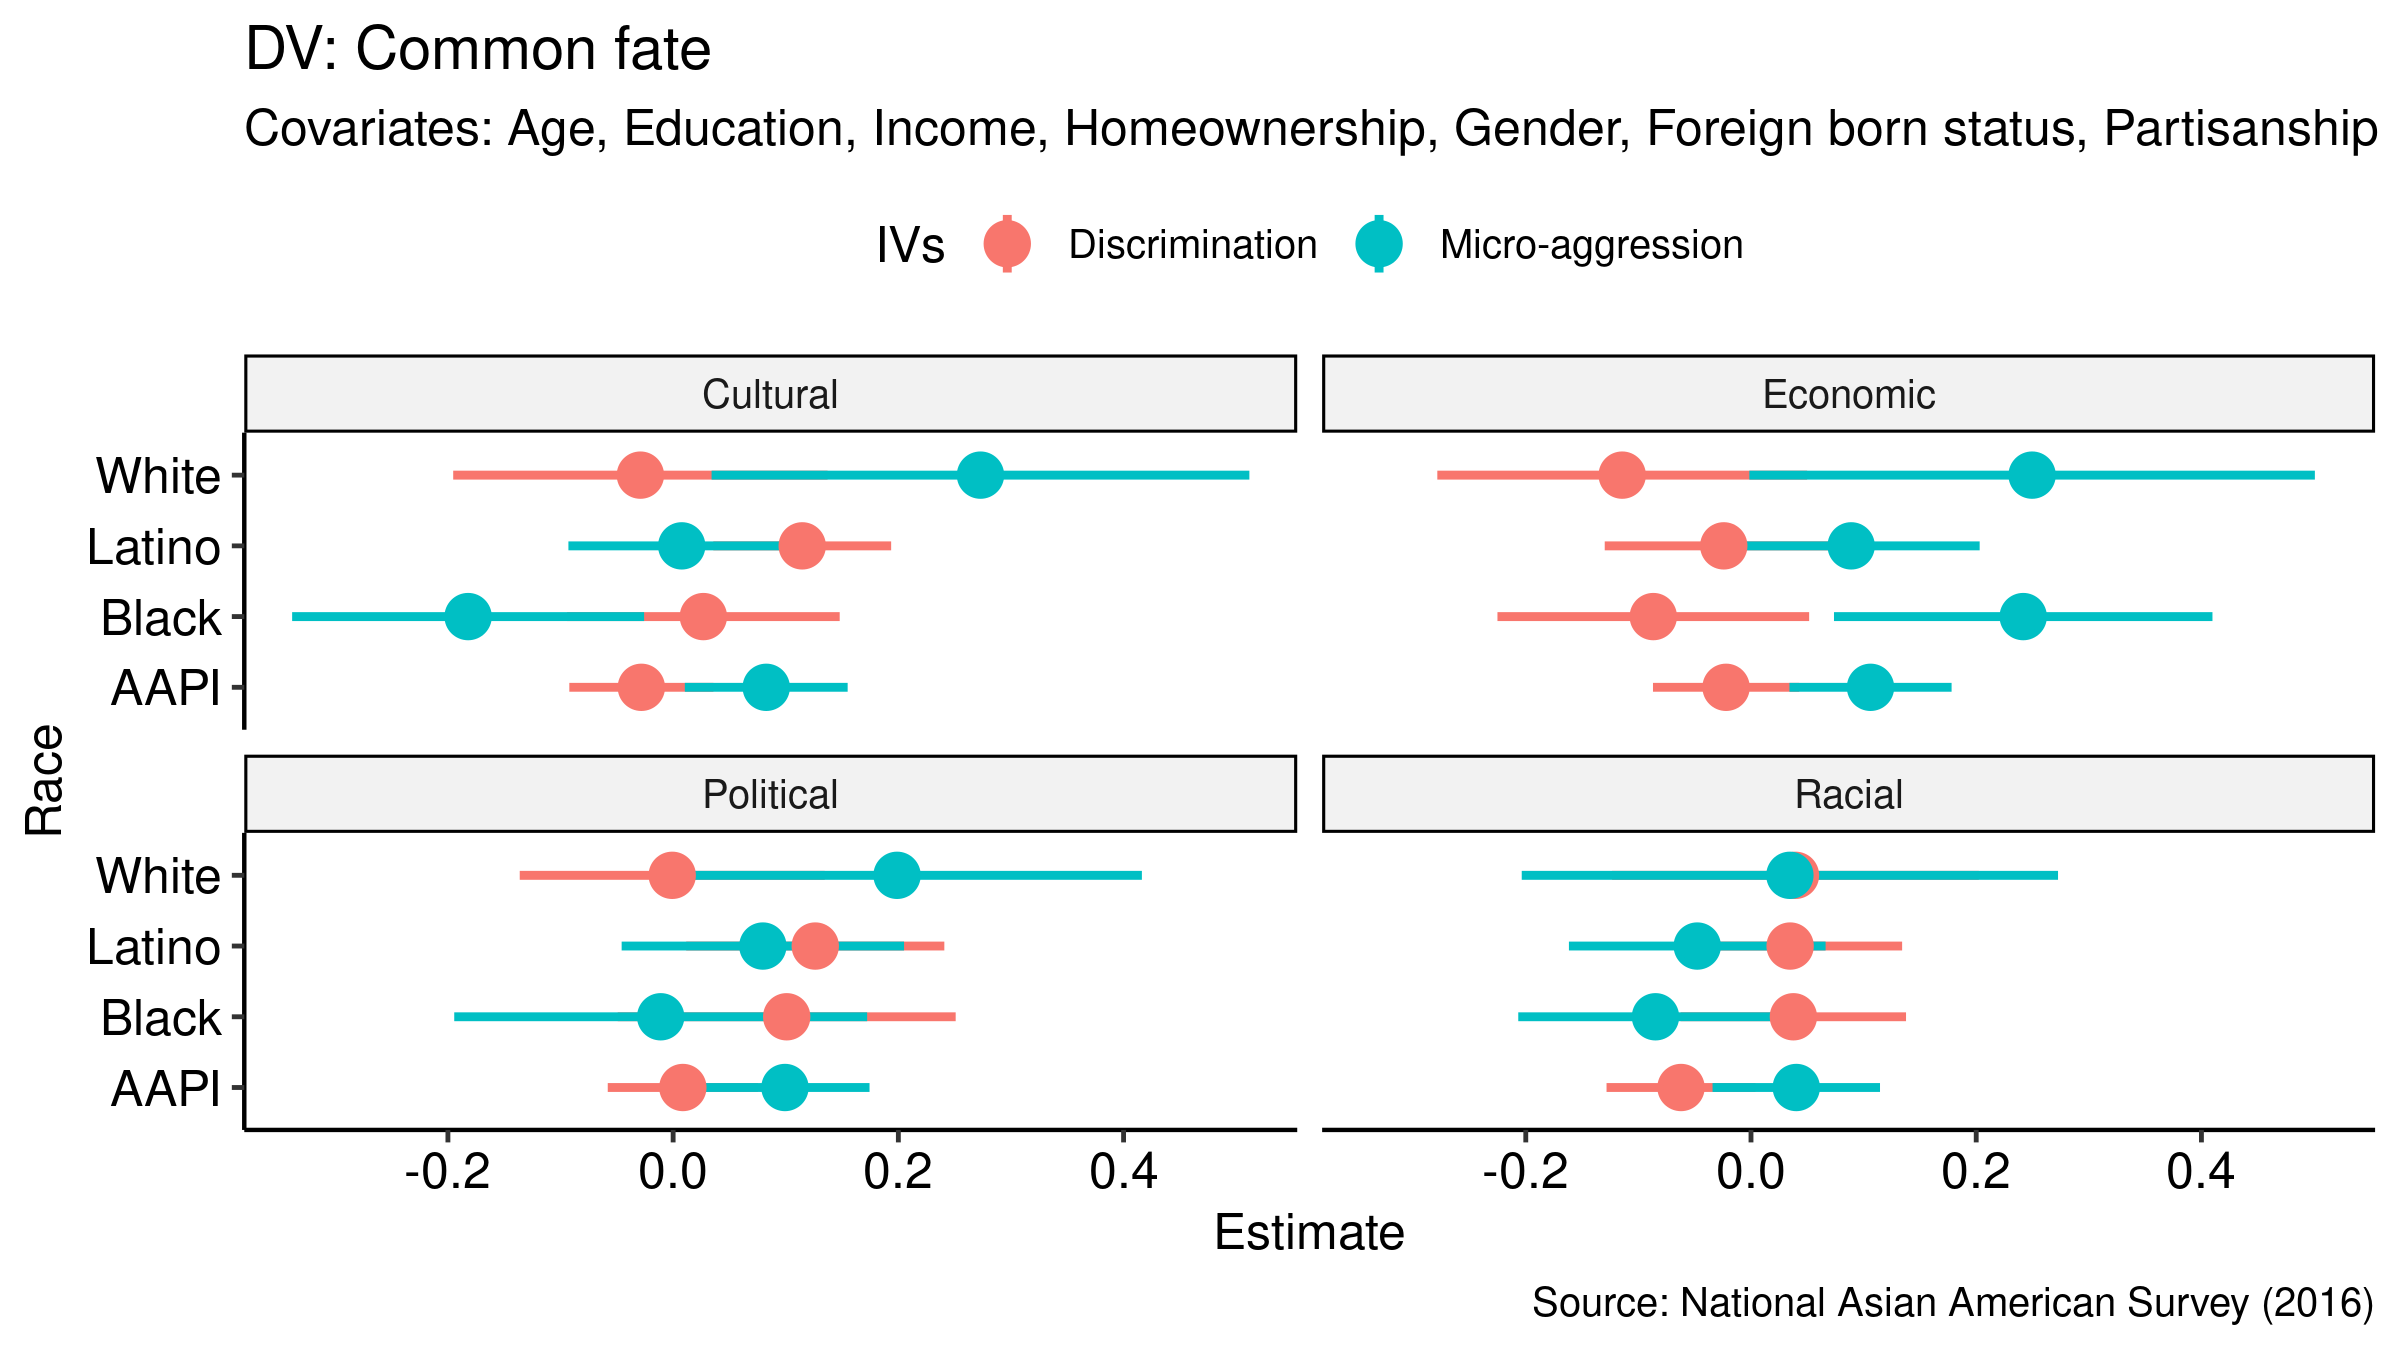 DV: Common fate
Covariates: Age, Education, Income, Homeownership, Gender, Foreign born status, Partisanship
IVs Discrimination Micro-aggression
Cultural Economic
White
Latino
Black
AAPI
Race
Political Racial
White
Latino
Black
AAPI
-0.2 0.0 0.2 0.4 -0.2 0.0 0.2 0.4
Estimate
Source: National Asian American Survey (2016)